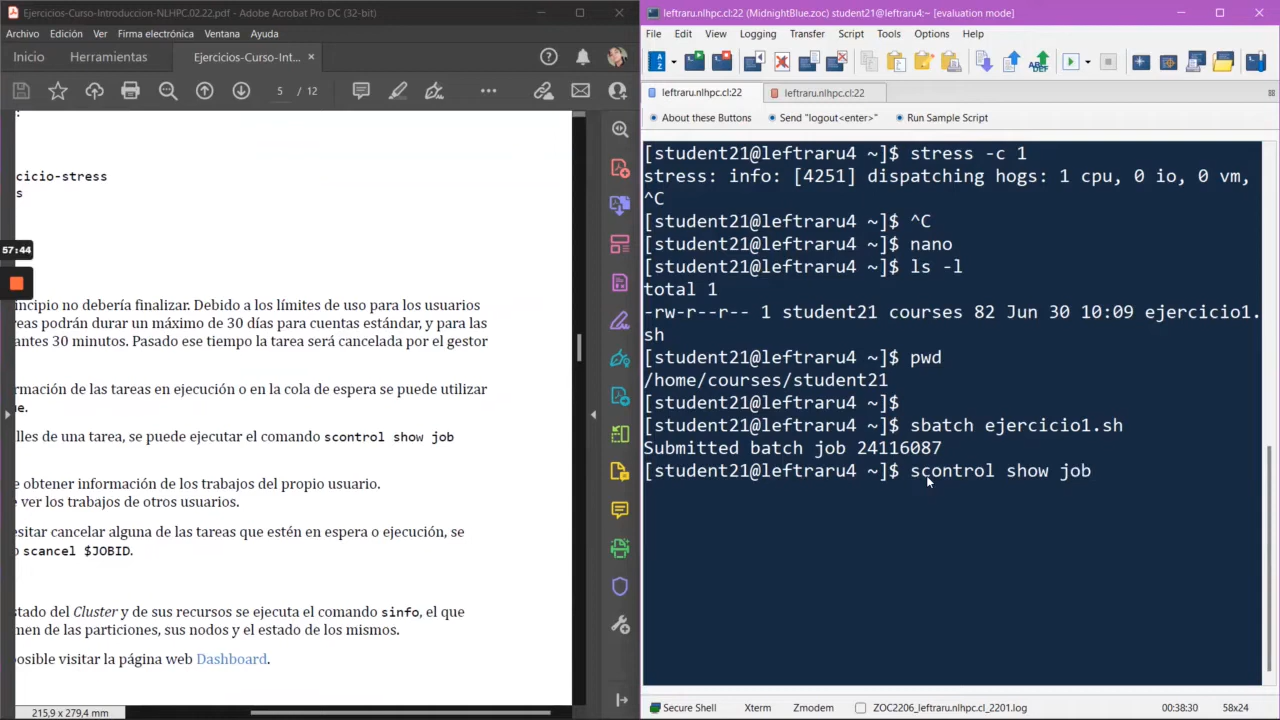 Ejercicios-Curso-Introduccion-NLHPC.02.22.pdf - Adobe Acrobat Pro DC (32-bit)
Archivo Edición Ver Firma electrónica Ventana Ayuda
Inicio Herramientas Ejercicios-Curso-Int... ×
5 / 12
:
cicio-stress
s
57:44
incipio no debería finalizar. Debido a los límites de uso para los usuarios
reas podrán durar un máximo de 30 días para cuentas estándar, y para las
antes 30 minutos. Pasado ese tiempo la tarea será cancelada por el gestor
rmación de las tareas en ejecución o en la cola de espera se puede utilizar
ue.
lles de una tarea, se puede ejecutar el comando scontrol show job
e obtener información de los trabajos del propio usuario.
e ver los trabajos de otros usuarios.
esitar cancelar alguna de las tareas que estén en espera o ejecución, se
o scancel $JOBID.
stado del Cluster y de sus recursos se ejecuta el comando sinfo, el que
men de las particiones, sus nodos y el estado de los mismos.
posible visitar la página web Dashboard.
215,9 x 279,4 mm
leftraru.nlhpc.cl:22 (MidnightBlue.zoc) student21@leftraru4:~ [evaluation mode]
File Edit View Logging Transfer Script Tools Options Help
leftraru.nlhpc.cl:22 leftraru.nlhpc.cl:22
About these Buttons Send "logout<enter>" Run Sample Script
[student21@leftraru4 ~]$ stress -c 1
stress: info: [4251] dispatching hogs: 1 cpu, 0 io, 0 vm,
^C
[student21@leftraru4 ~]$ ^C
[student21@leftraru4 ~]$ nano
[student21@leftraru4 ~]$ ls -l
total 1
-rw-r--r-- 1 student21 courses 82 Jun 30 10:09 ejercicio1.
sh
[student21@leftraru4 ~]$ pwd
/home/courses/student21
[student21@leftraru4 ~]$
[student21@leftraru4 ~]$ sbatch ejercicio1.sh
Submitted batch job 24116087
[student21@leftraru4 ~]$ scontrol show job
Secure Shell Xterm Zmodem ZOC2206_leftraru.nlhpc.cl_2201.log 00:38:30 58x24